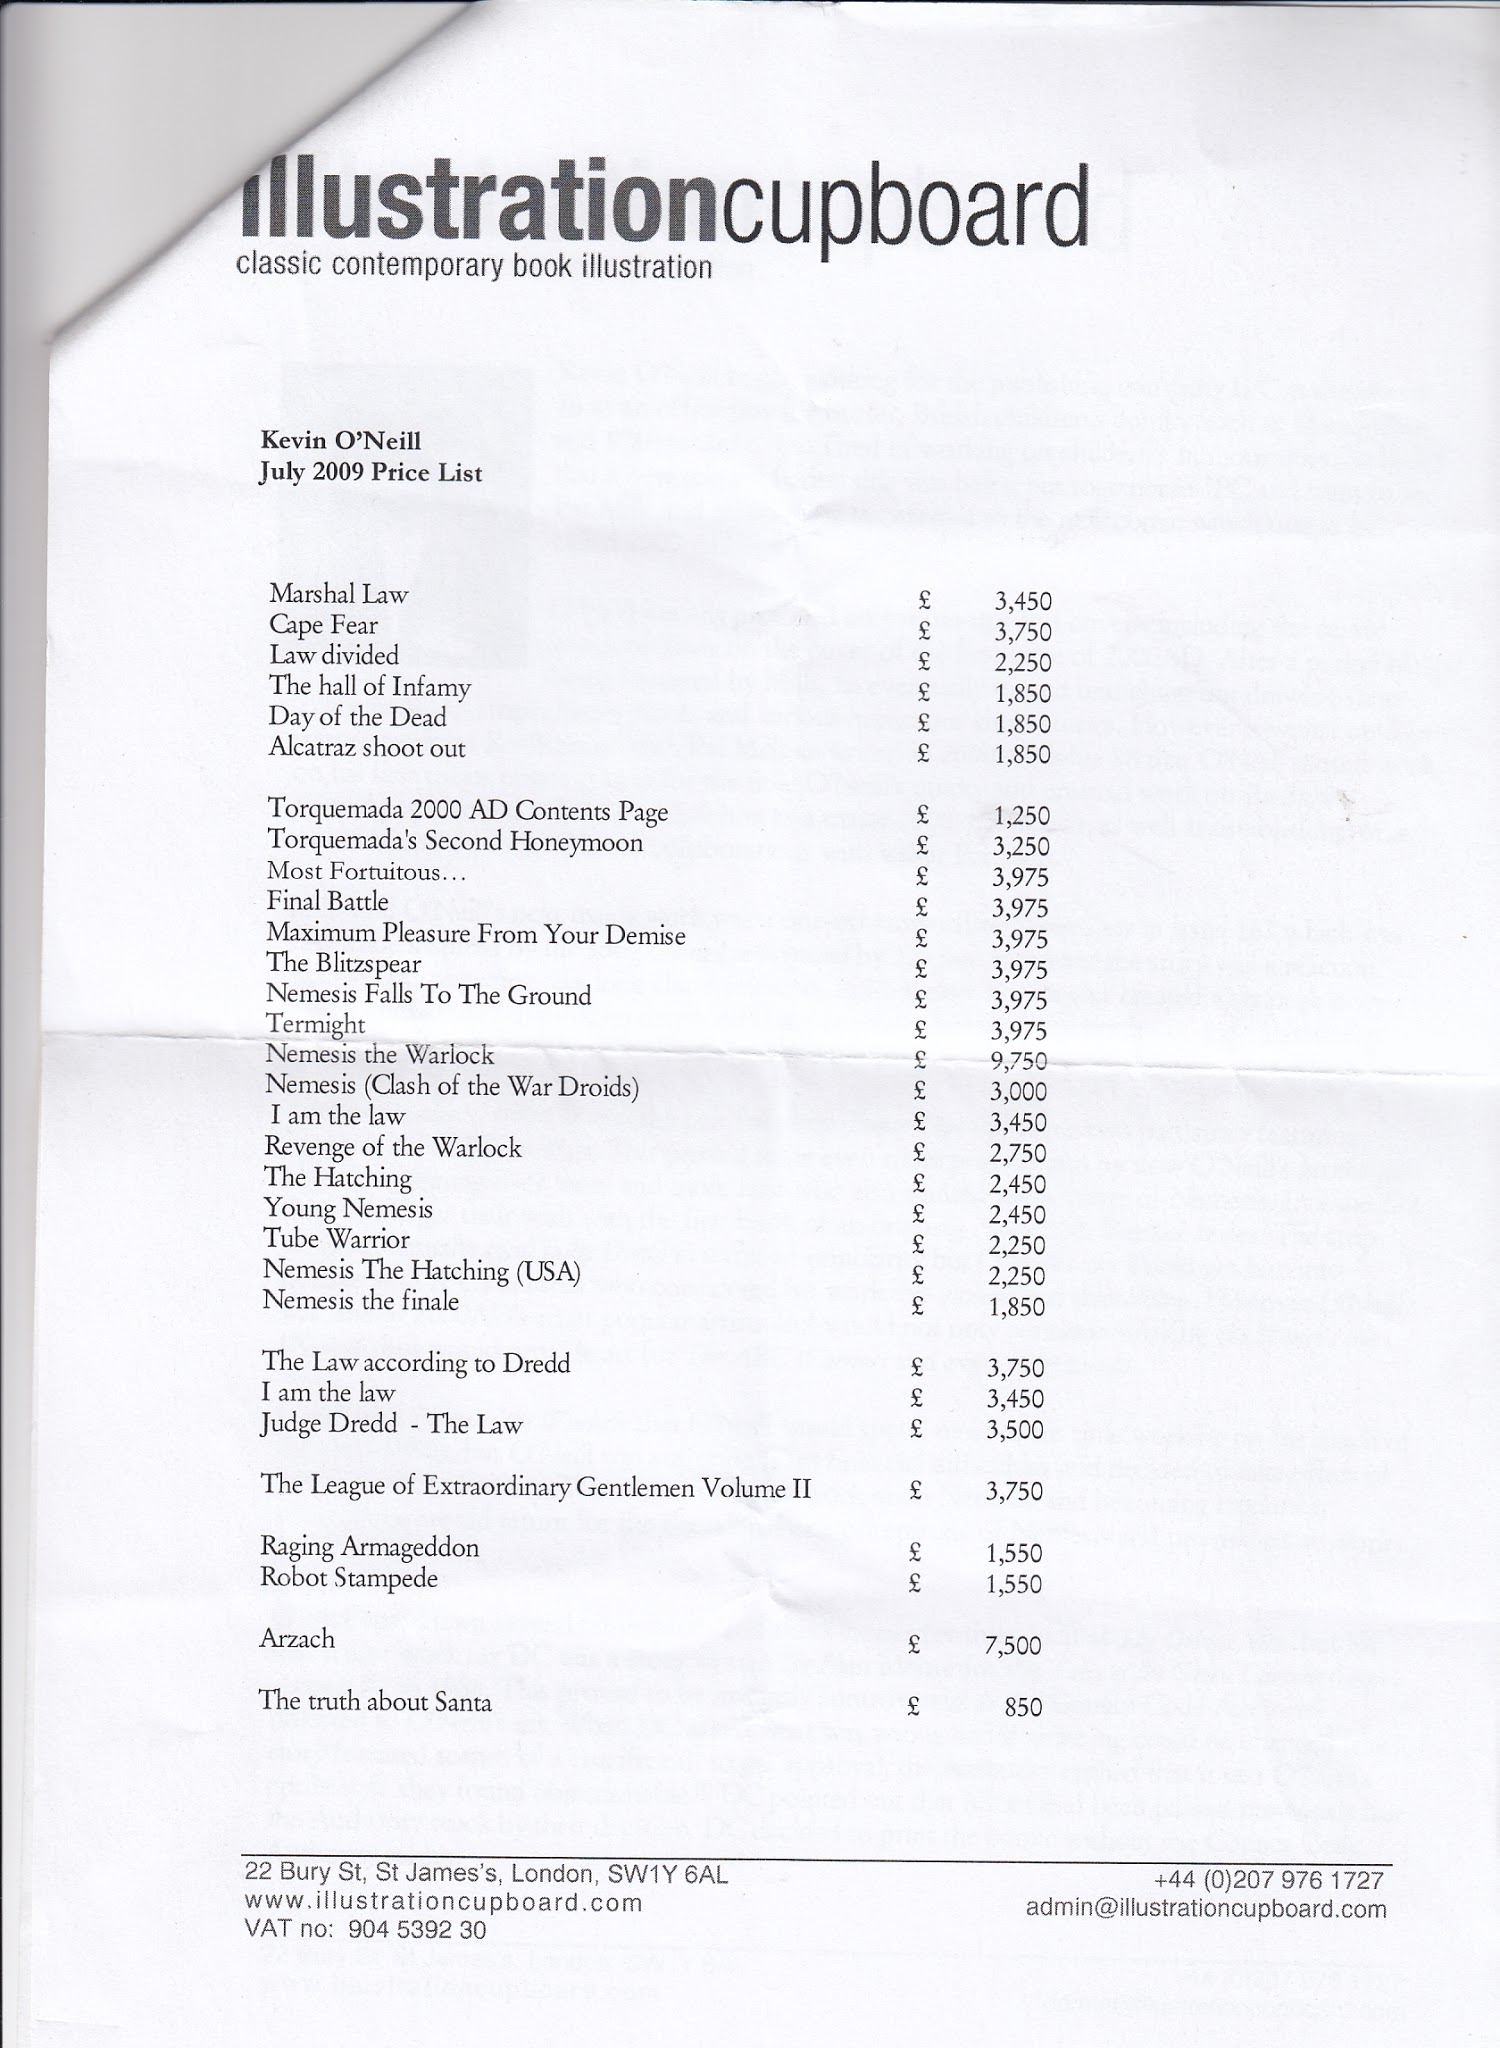 illustrationcupboard
classic contemporary book illustration
Kevin O'Neill
July 2009 Price List
Marshal Law £ 3,450
Cape Fear £ 3,750
Law divided £ 2,250
The hall of Infamy £ 1,850
Day of the Dead £ 1,850
Alcatraz shoot out £ 1,850
Torquemada 2000 AD Contents Page £ 1,250
Torquemada's Second Honeymoon £ 3,250
Most Fortuitous... £ 3,975
Final Battle £ 3,975
Maximum Pleasure From Your Demise £ 3,975
The Blitzspear £ 3,975
Nemesis Falls To The Ground £ 3,975
Termight £ 3,975
Nemesis the Warlock £ 9,750
Nemesis (Clash of the War Droids) £ 3,000
I am the law £ 3,450
Revenge of the Warlock £ 2,750
The Hatching £ 2,450
Young Nemesis £ 2,450
Tube Warrior £ 2,250
Nemesis The Hatching (USA) £ 2,250
Nemesis the finale £ 1,850
The Law according to Dredd £ 3,750
I am the law £ 3,450
Judge Dredd - The Law £ 3,500
The League of Extraordinary Gentlemen Volume II £ 3,750
Raging Armageddon £ 1,550
Robot Stampede £ 1,550
Arzach £ 7,500
The truth about Santa £ 850
22 Bury St, St James's, London, SW1Y 6AL +44 (0)207 976 1727
www.illustrationcupboard.com admin@illustrationcupboard.com
VAT no: 904 5392 30